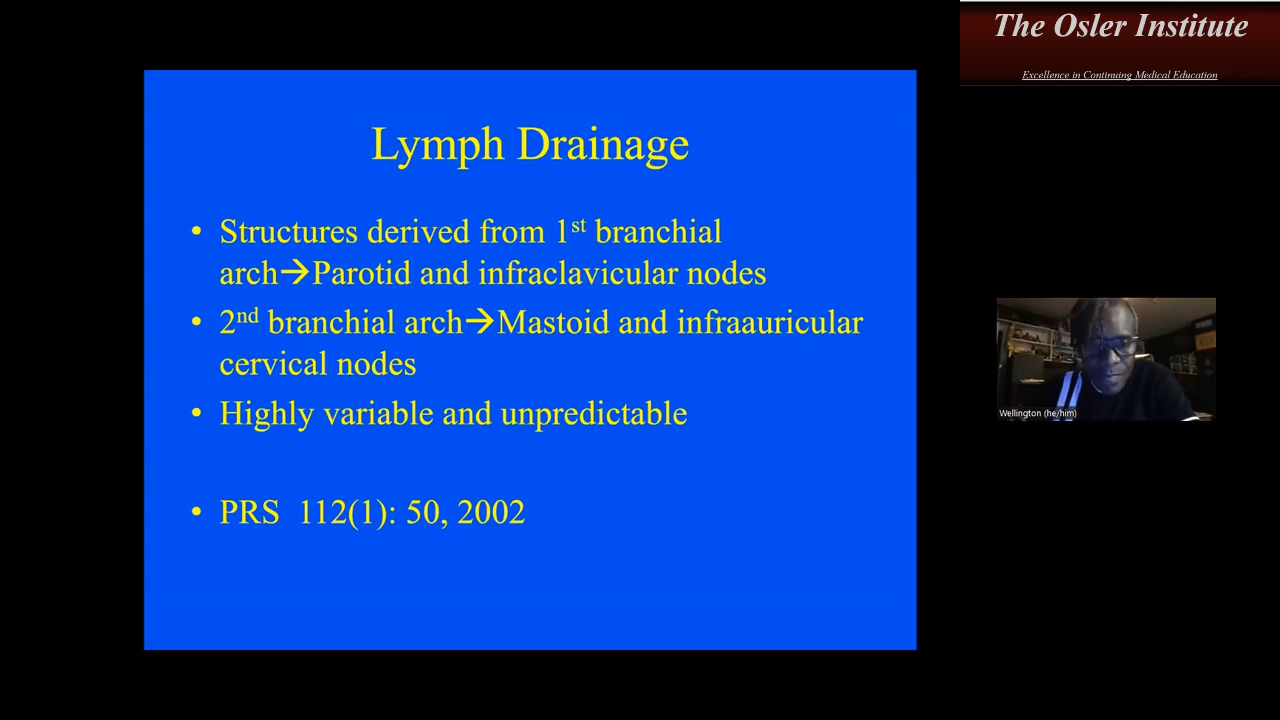 The Osler Institute
Excellence in Continuing Medical Education
Lymph Drainage
• Structures derived from 1st branchial
arch→Parotid and infraclavicular nodes
• 2nd branchial arch→Mastoid and infraauricular
cervical nodes
• Highly variable and unpredictable
• PRS 112(1): 50, 2002
Wellington (he/him)